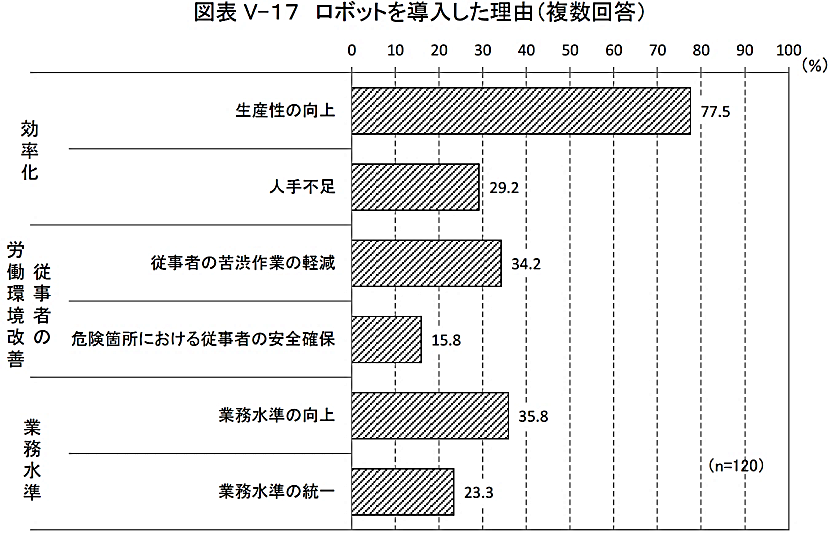 図表 Ⅴ-17 ロボットを導入した理由(複数回答)
0 10 20 30 40 50 60 70 80 90 100
(%)
効率化
生産性の向上 77.5
人手不足 29.2
従事者の
労働環境改善
従事者の苦渋作業の軽減 34.2
危険箇所における従事者の安全確保 15.8
業務水準
業務水準の向上 35.8
業務水準の統一 23.3
(n=120)